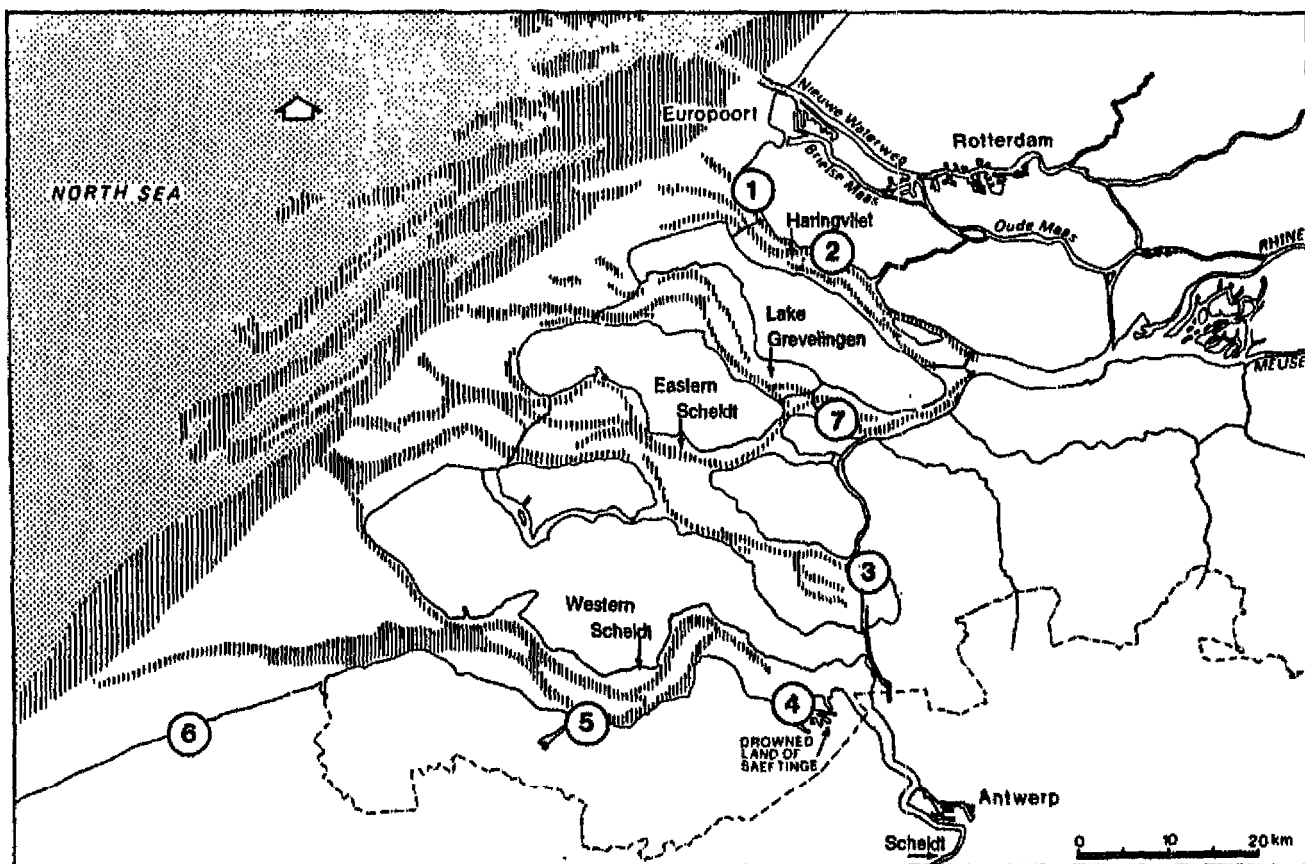 Europoort
Nieuwe Waterweg
Rotterdam
Brielse Maas
NORTH SEA
1
Haringvliet
2
Oude Maas
RHINE
Lake
Grevelingen
MEUSE
Eastern
Scheldt
7
3
Western
Scheldt
4
5
6
DROWNED
LAND OF
SAEFTINGE
Antwerp
Scheldt
0 10 20 km